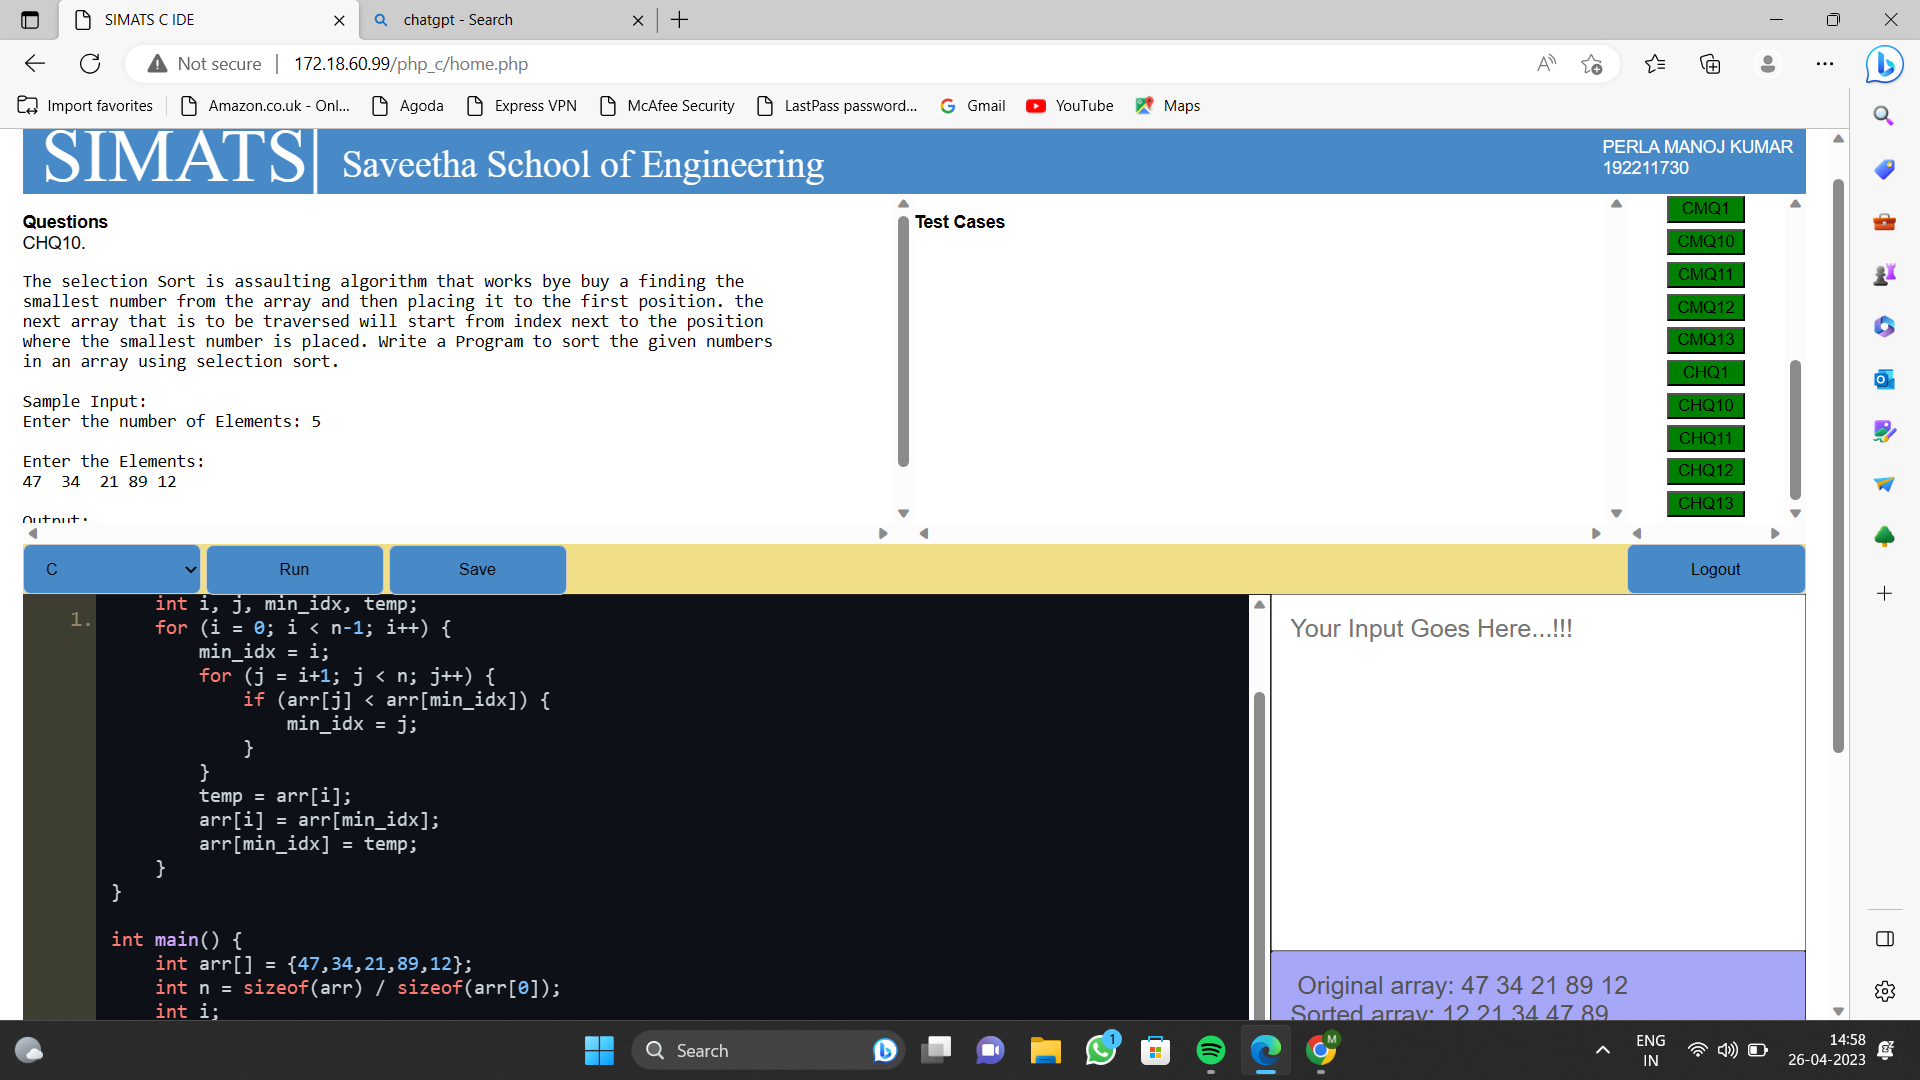 SIMATS C IDE
chatgpt - Search
Not secure
172.18.60.99/php_c/home.php
Import favorites
Amazon.co.uk - Onl...
Agoda
Express VPN
McAfee Security
LastPass password...
Gmail
YouTube
Maps
SIMATS
Saveetha School of Engineering
PERLA MANOJ KUMAR
192211730
Questions
CHQ10.
The selection Sort is assaulting algorithm that works bye buy a finding the
smallest number from the array and then placing it to the first position. the
next array that is to be traversed will start from index next to the position
where the smallest number is placed. Write a Program to sort the given numbers
in an array using selection sort.
Sample Input:
Enter the number of Elements: 5
Enter the Elements:
47  34  21 89 12
Output:
Test Cases
CMQ1
CMQ10
CMQ11
CMQ12
CMQ13
CHQ1
CHQ10
CHQ11
CHQ12
CHQ13
C
Run
Save
Logout
1.
int i, j, min_idx, temp;
for (i = 0; i < n-1; i++) {
min_idx = i;
for (j = i+1; j < n; j++) {
if (arr[j] < arr[min_idx]) {
min_idx = j;
}
}
temp = arr[i];
arr[i] = arr[min_idx];
arr[min_idx] = temp;
}
}
int main() {
int arr[] = {47,34,21,89,12};
int n = sizeof(arr) / sizeof(arr[0]);
int i;
Your Input Goes Here...!!!
Original array: 47 34 21 89 12
Sorted array: 12 21 34 47 89
Search
1
M
ENG
IN
14:58
26-04-2023